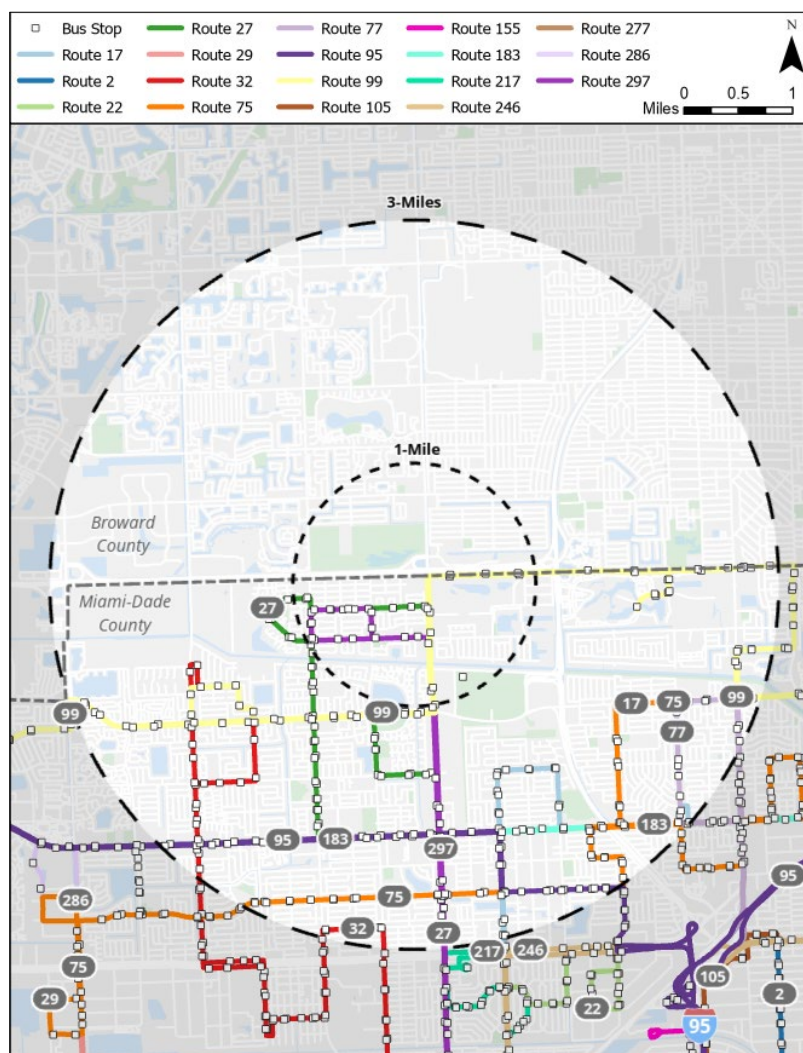 Bus Stop
Route 17
Route 2
Route 22
Route 27
Route 29
Route 32
Route 75
Route 77
Route 95
Route 99
Route 105
Route 155
Route 183
Route 217
Route 246
Route 277
Route 286
Route 297
N
0 0.5 1
Miles
3-Miles
1-Mile
Broward
County
Miami-Dade
County
27
99
99
17
75
99
77
95
183
183
297
95
286
75
32
27
217
246
75
105
29
22
2
95